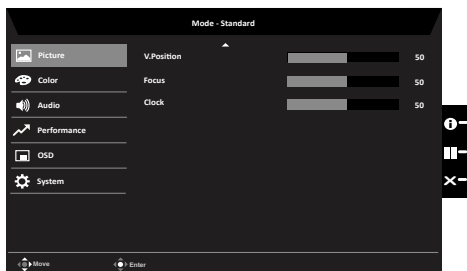 Mode - Standard
Picture
V.Position 50
Color
Focus 50
Audio
Clock 50
Performance
OSD
System
Move Enter